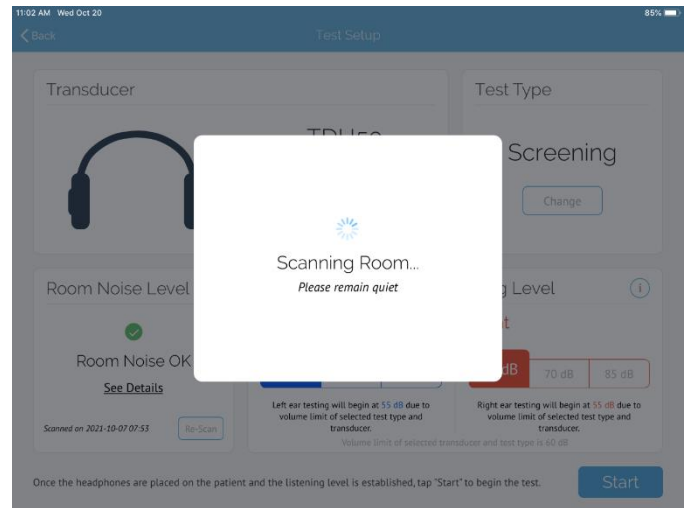 11:02 AM Wed Oct 20
85%
Back
Test Setup
Transducer
Test Type
Screening
Change
Scanning Room...
Please remain quiet
Room Noise Level
Level
Room Noise OK
See Details
dB
70 dB
85 dB
Left ear testing will begin at 55 dB due to
volume limit of selected test type and
transducer.
Right ear testing will begin at 55 dB due to
volume limit of selected test type and
transducer.
Scanned on 2021-10-07 07:53
Re-Scan
Volume limit of selected transducer and test type is 60 dB
Once the headphones are placed on the patient and the listening level is established, tap "Start" to begin the test.
Start